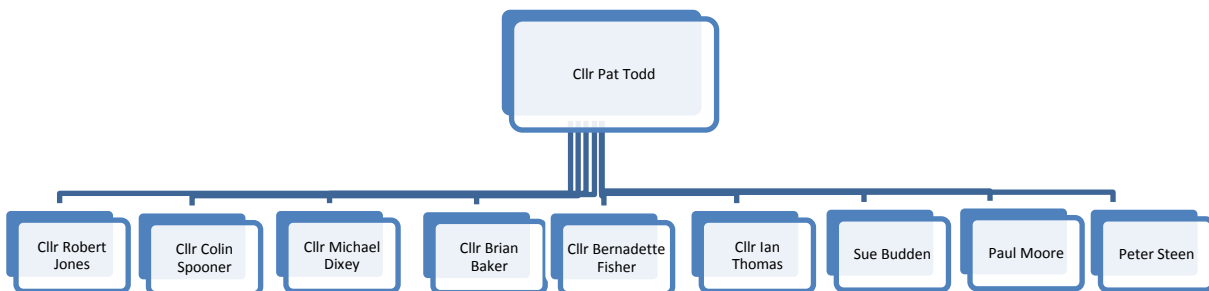 Cllr Pat Todd
Cllr Robert
Jones
Cllr Colin
Spooner
Cllr Michael
Dixey
Cllr Brian
Baker
Cllr Bernadette
Fisher
Cllr Ian
Thomas
Sue Budden
Paul Moore
Peter Steen